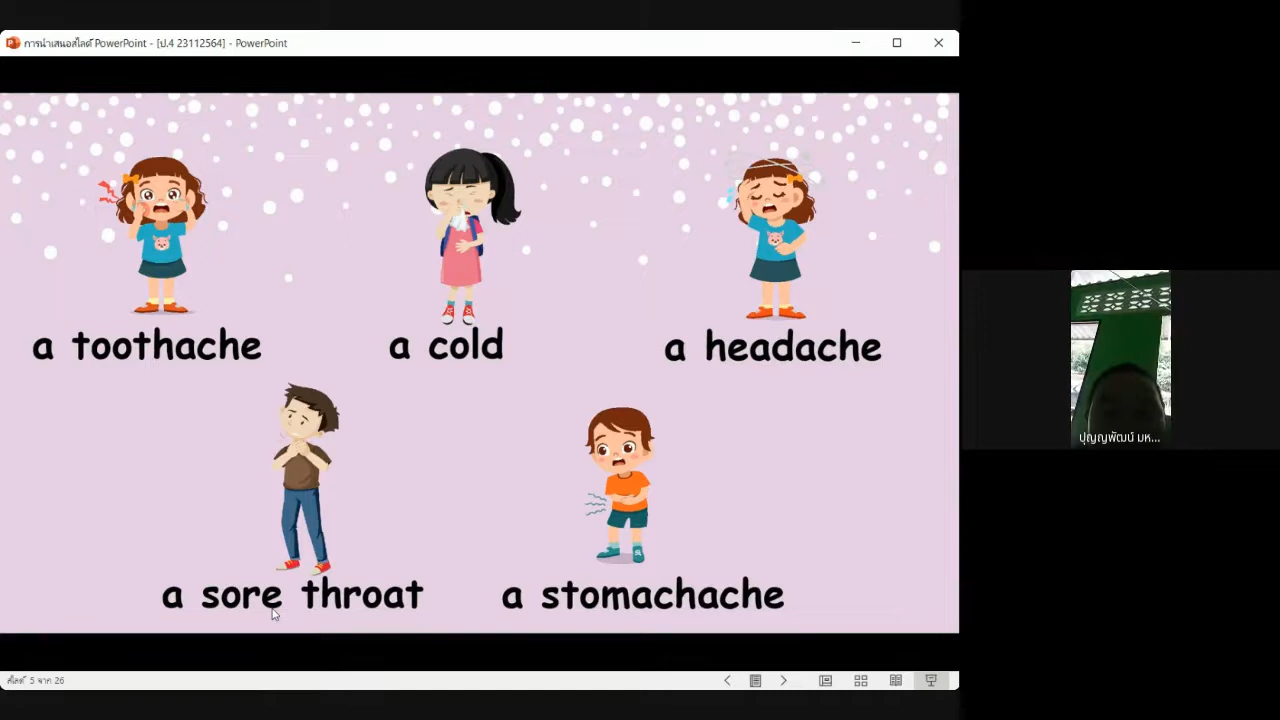 การนำเสนอสไลด์ PowerPoint - [ป.4 23112564] - PowerPoint
a toothache
a cold
a headache
a sore throat
a stomachache
ปุญญพัฒน์ มห...
สไลด์ 5 จาก 26